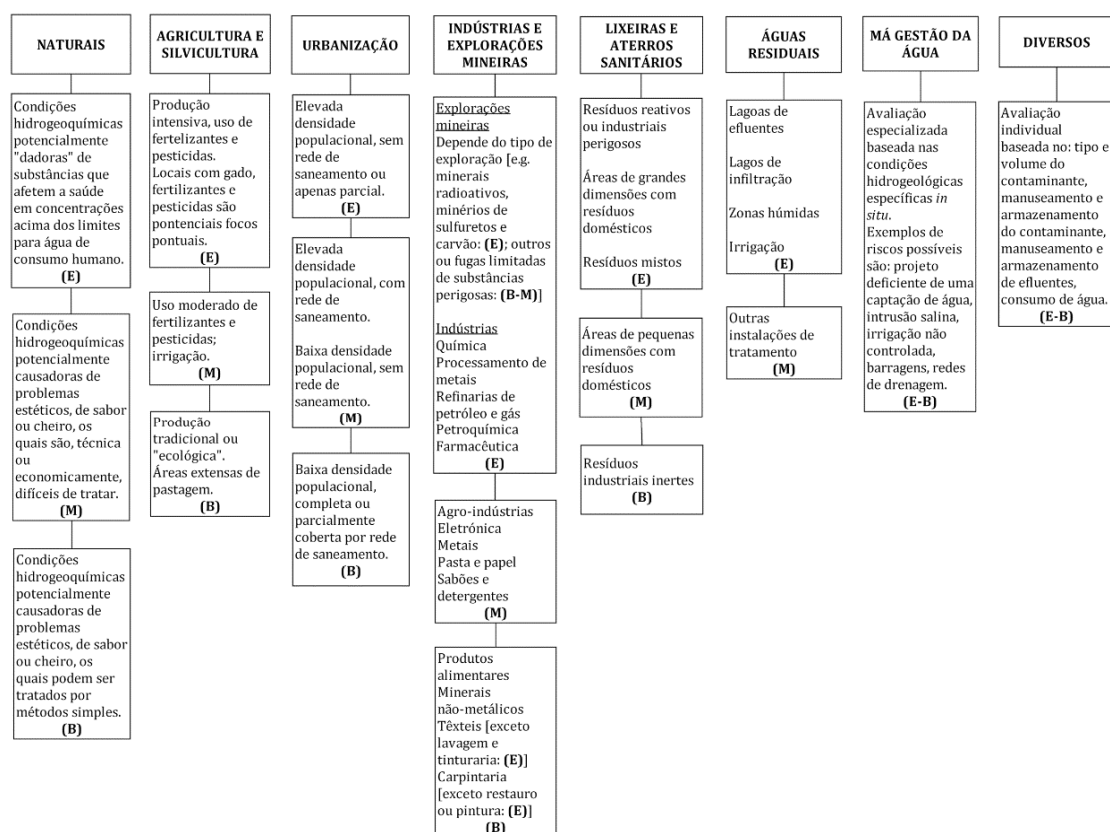 NATURAIS
Condições
hidrogeoquímicas
potencialmente
"dadoras" de
substâncias que
afetem a saúde
em concentrações
acima dos limites
para água de
consumo humano.
(E)
Condições
hidrogeoquímicas
potencialmente
causadoras de
problemas
estéticos, de sabor
ou cheiro, os
quais são, técnica
ou
economicamente,
difíceis de tratar.
(M)
Condições
hidrogeoquímicas
potencialmente
causadoras de
problemas
estéticos, de sabor
ou cheiro, os
quais podem ser
tratados por
métodos simples.
(B)
AGRICULTURA E
SILVICULTURA
Produção
intensiva, uso de
fertelizantes e
pesticidas.
Locais com gado,
fertilizantes e
pesticidas são
pontenciais focos
pontuais.
(E)
Uso moderado de
fertilizantes e
pesticidas;
irrigação.
(M)
Produção
tradicional ou
"ecológica".
Áreas extensas de
pastagem.
(B)
URBANIZAÇÃO
Elevada
densidade
populacional, sem
rede de
saneamento ou
apenas parcial.
(E)
Elevada
densidade
populacional, com
rede de
saneamento.
Baixa densidade
populacional, sem
rede de
saneamento.
(M)
Baixa densidade
populacional,
completa ou
parcialmente
coberta por rede
de saneamento.
(B)
INDÚSTRIAS E
EXPLORAÇÕES
MINEIRAS
Explorações
mineiras
Depende do tipo de
exploração [e.g.
minerais
radioativos,
minérios de
sulfuretos e
carvão: (E); outros
ou fugas limitadas
de substâncias
perigosas: (B-M)]
Indústrias
Química
Processamento de
metais
Refinarias de
petróleo e gás
Petroquímica
Farmacêutica
(E)
Agro-indústrias
Eletrónica
Metais
Pasta e papel
Sabões e
detergentes
(M)
Produtos
alimentares
Minerais
não-metálicos
Têxteis [exceto
lavagem e
tinturaria: (E)]
Carpintaria
[exceto restauro
ou pintura: (E)]
(B)
LIXEIRAS E
ATERROS
SANITÁRIOS
Resíduos reativos
ou industriais
perigosos
Áreas de grandes
dimensões com
resíduos
domésticos
Resíduos mistos
(E)
Áreas de pequenas
dimensões com
resíduos
domésticos
(M)
Resíduos
industriais inertes
(B)
ÁGUAS
RESIDUAIS
Lagoas de
efluentes
Lagos de
infiltração
Zonas húmidas
Irrigação
(E)
Outras
instalações de
tratamento
(M)
MÁ GESTÃO DA
ÁGUA
Avaliação
especializada
baseada nas
condições
hidrogeológicas
específicas in
situ.
Exemplos de
riscos possíveis
são: projeto
deficiente de uma
captação de água,
intrusão salina,
irrigação não
controlada,
barragens, redes
de drenagem.
(E-B)
DIVERSOS
Avaliação
individual
baseada no: tipo e
volume do
contaminante,
manuseamento e
armazenamento
do contaminante,
manuseamento e
armazenamento
de efluentes,
consumo de água.
(E-B)